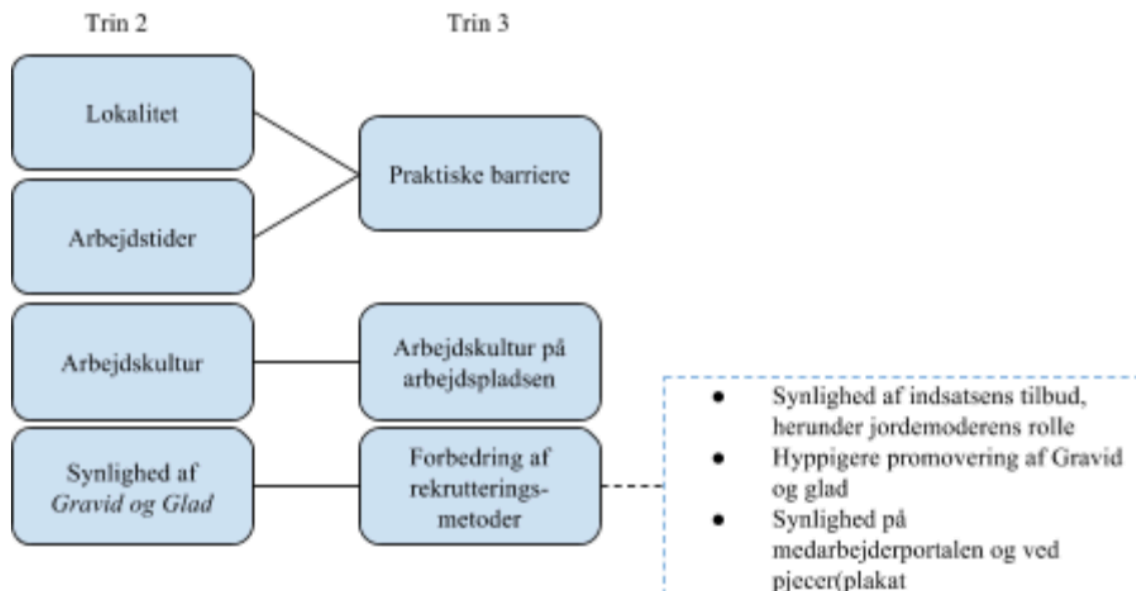 Trin 2
Trin 3
Lokalitet
Praktiske barriere
Arbejdstider
Arbejdskultur
Arbejdskultur på
arbejdspladsen
Synlighed af
Gravid og Glad
Forbedring af
rekrutterings-
metoder
● Synlighed af indsatsens tilbud,
herunder jordemoderens rolle
● Hyppigere promovering af Gravid
og glad
● Synlighed på
medarbejderportalen og ved
pjecer(plakat